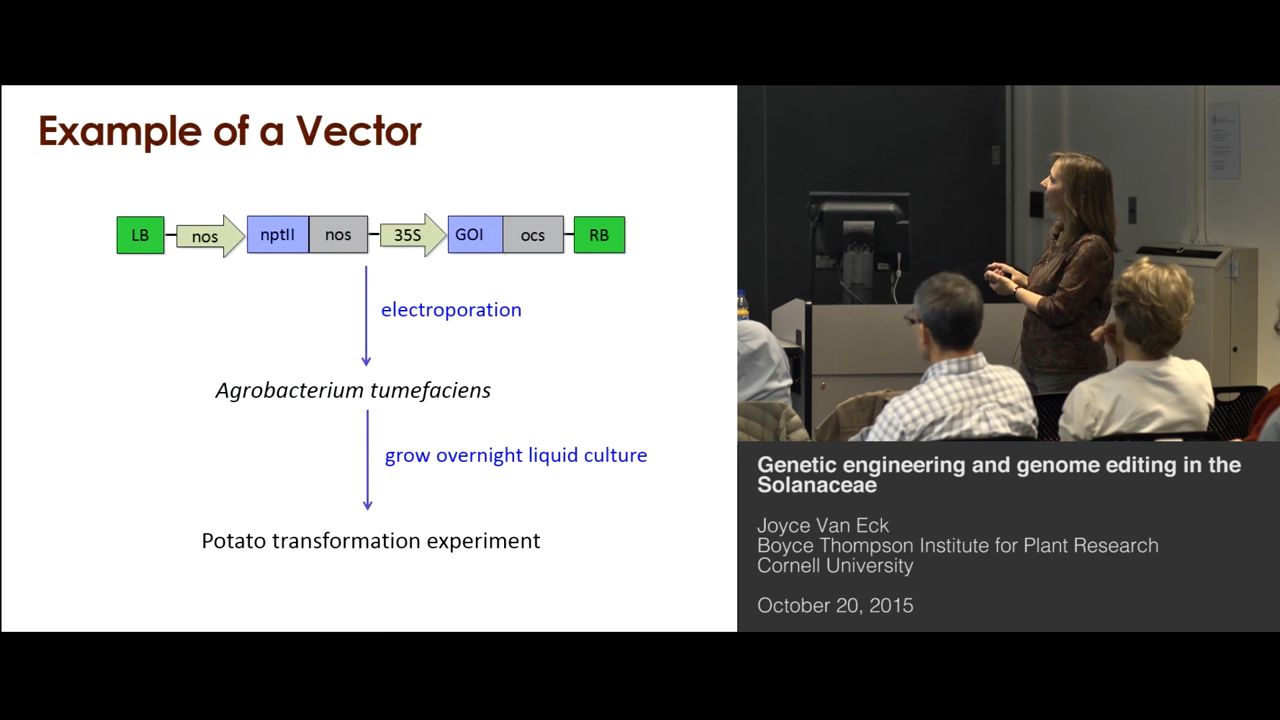 Example of a Vector
LB nos nptII nos 35S GOI ocs RB
electroporation
Agrobacterium tumefaciens
grow overnight liquid culture
Potato transformation experiment
Genetic engineering and genome editing in the
Solanaceae
Joyce Van Eck
Boyce Thompson Institute for Plant Research
Cornell University
October 20, 2015